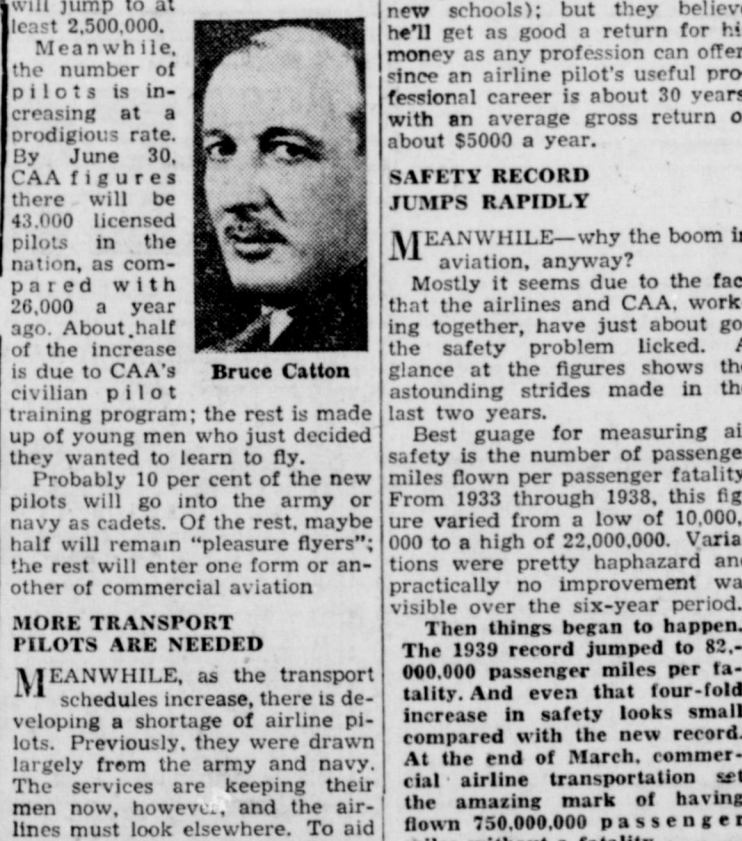 will jump to at
least 2,500,000.
Meanwhile,
the number of
pilots is in-
creasing at a
prodigious rate.
By June 30,
CAA figures
there will be
43,000 licensed
pilots in the
nation, as com-
pared with
26,000 a year
ago. About half
of the increase
is due to CAA's
civilian pilot
training program; the rest is made
up of young men who just decided
they wanted to learn to fly.
Probably 10 per cent of the new
pilots will go into the army or
navy as cadets. Of the rest, maybe
half will remain "pleasure flyers";
the rest will enter one form or an-
other of commercial aviation
MORE TRANSPORT
PILOTS ARE NEEDED
MEANWHILE, as the transport
schedules increase, there is de-
veloping a shortage of airline pi-
lots. Previously, they were drawn
largely from the army and navy.
The services are keeping their
men now, however, and the air-
lines must look elsewhere. To aid
Bruce Catton
new schools); but they believ
he'll get as good a return for hi
money as any profession can offer
since an airline pilot's useful pro
fessional career is about 30 years
with an average gross return o
about $5000 a year.
SAFETY RECORD
JUMPS RAPIDLY
MEANWHILE—why the boom i
aviation, anyway?
Mostly it seems due to the fac
that the airlines and CAA, work-
ing together, have just about go
the safety problem licked. A
glance at the figures shows th
astounding strides made in th
last two years.
Best guage for measuring ai
safety is the number of passenge
miles flown per passenger fatality
From 1933 through 1938, this fig
ure varied from a low of 10,000,
000 to a high of 22,000,000. Varia
tions were pretty haphazard an
practically no improvement wa
visible over the six-year period.
Then things began to happen.
The 1939 record jumped to 82,-
000,000 passenger miles per fa-
tality. And even that four-fold
increase in safety looks small
compared with the new record.
At the end of March, commer-
cial airline transportation set
the amazing mark of having
flown 750,000,000 passenger
miles without a fatality